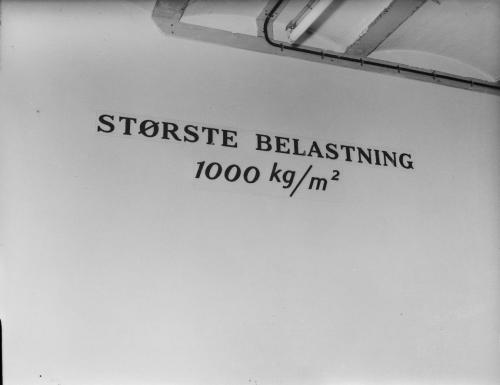 STØRSTE BELASTNING
1000 kg/m²